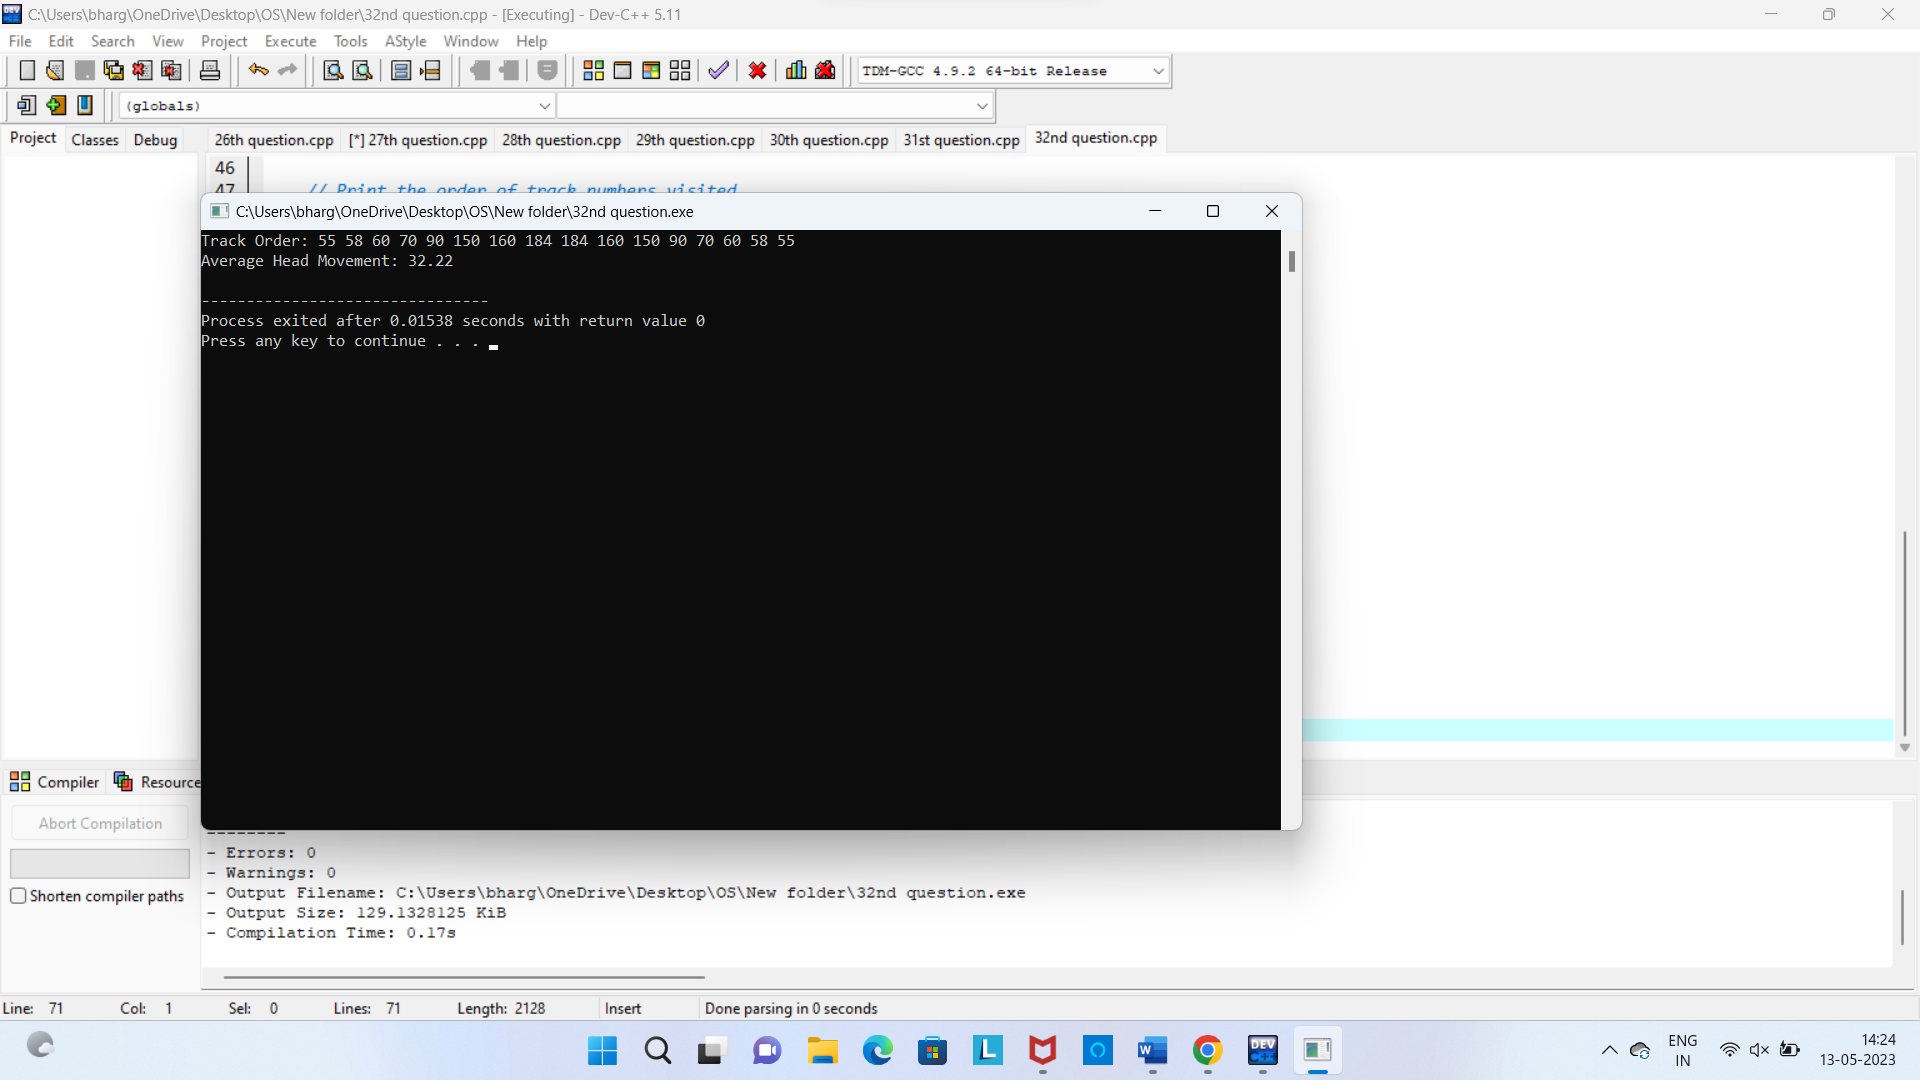 C:\Users\bharg\OneDrive\Desktop\OS\New folder\32nd question.cpp - [Executing] - Dev-C++ 5.11
File Edit Search View Project Execute Tools AStyle Window Help
TDM-GCC 4.9.2 64-bit Release
(globals)
Project Classes Debug 26th question.cpp [*] 27th question.cpp 28th question.cpp 29th question.cpp 30th question.cpp 31st question.cpp 32nd question.cpp
46
47 // Print the order of track numbers visited
C:\Users\bharg\OneDrive\Desktop\OS\New folder\32nd question.exe
Track Order: 55 58 60 70 90 150 160 184 184 160 150 90 70 60 58 55
Average Head Movement: 32.22
--------------------------------
Process exited after 0.01538 seconds with return value 0
Press any key to continue . . .
Compiler Resource
Abort Compilation
Shorten compiler paths
--------
- Errors: 0
- Warnings: 0
- Output Filename: C:\Users\bharg\OneDrive\Desktop\OS\New folder\32nd question.exe
- Output Size: 129.1328125 KiB
- Compilation Time: 0.17s
Line: 71 Col: 1 Sel: 0 Lines: 71 Length: 2128 Insert Done parsing in 0 seconds
DEV C++
ENG
IN
14:24
13-05-2023